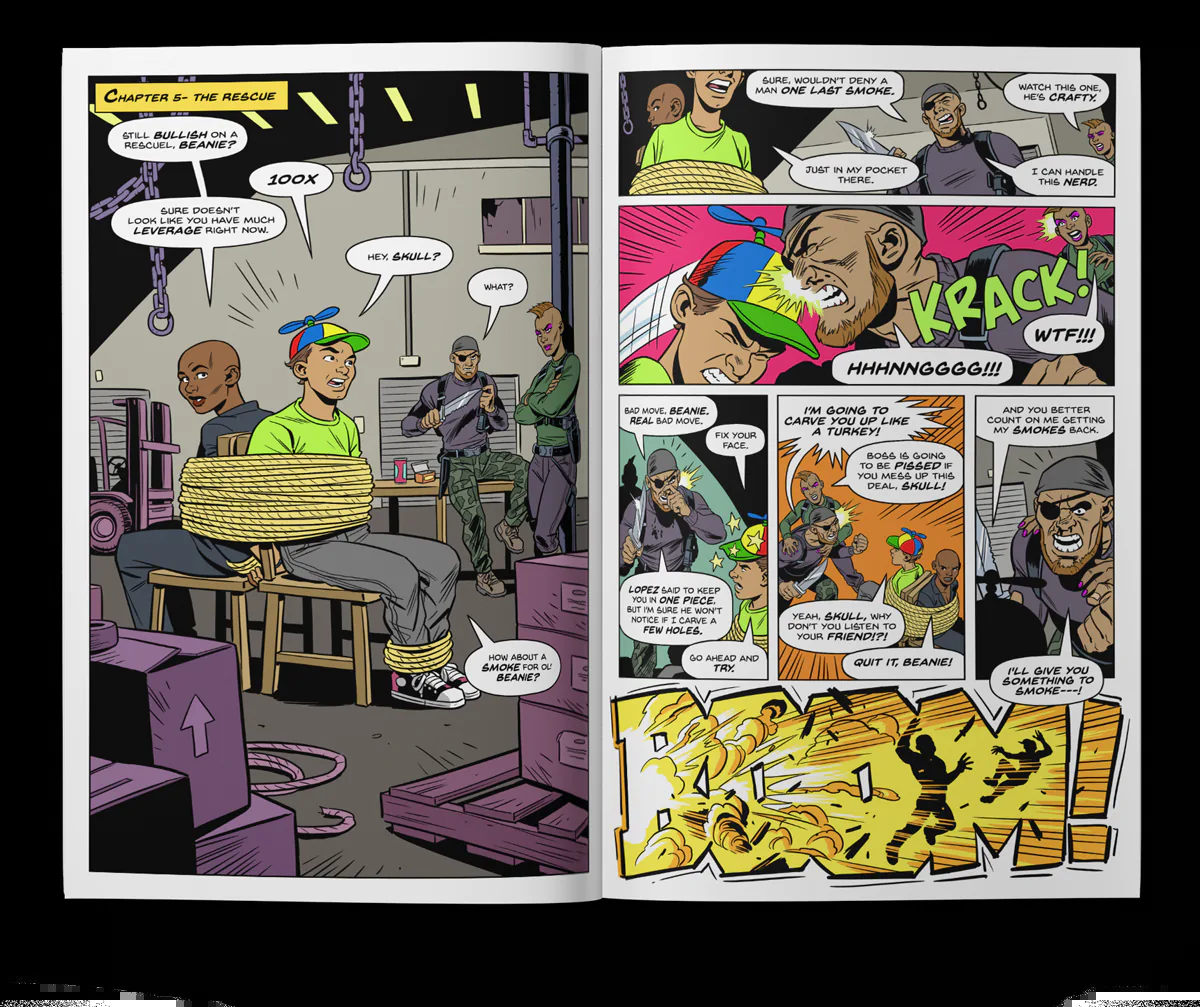 CHAPTER 5- THE RESCUE
STILL BULLISH ON A
RESCUEL, BEANIE?
100X
SURE DOESN'T
LOOK LIKE YOU HAVE MUCH
LEVERAGE RIGHT NOW.
HEY, SKULL?
WHAT?
HOW ABOUT A
SMOKE FOR OL'
BEANIE?
SURE, WOULDN'T DENY A
MAN ONE LAST SMOKE.
WATCH THIS ONE,
HE'S CRAFTY.
JUST IN MY POCKET
THERE.
I CAN HANDLE
THIS NERD.
KRACK!
WTF!!!
HHHNNGGGG!!!
BAD MOVE, BEANIE.
REAL BAD MOVE.
FIX YOUR
FACE.
LOPEZ SAID TO KEEP
YOU IN ONE PIECE.
BUT I'M SURE HE WON'T
NOTICE IF I CARVE A
FEW HOLES.
GO AHEAD AND
TRY.
I'M GOING TO
CARVE YOU UP LIKE
A TURKEY!
BOSS IS GOING
TO BE PISSED IF
YOU MESS UP THIS
DEAL, SKULL!
YEAH, SKULL, WHY
DON'T YOU LISTEN TO
YOUR FRIEND!?!
QUIT IT, BEANIE!
AND YOU BETTER
COUNT ON ME GETTING
MY SMOKES BACK.
I'LL GIVE YOU
SOMETHING TO
SMOKE---!
BOOM!